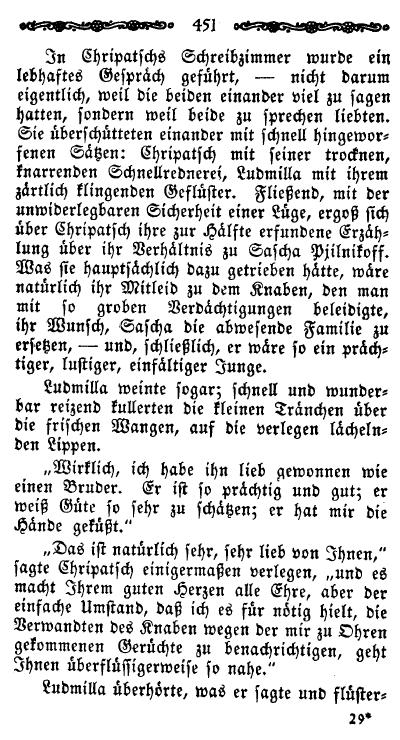 451
In Chripatschs Schreibzimmer wurde ein
lebhaftes Gespräch geführt, — nicht darum
eigentlich, weil die beiden einander viel zu sagen
hatten, sondern weil beide zu sprechen liebten.
Sie überschütteten einander mit schnell hingewor-
fenen Sätzen: Chripatsch mit seiner trocknen,
knarrenden Schnellrednerei, Ludmilla mit ihrem
zärtlich klingenden Geflüster. Fließend, mit der
unwiderlegbaren Sicherheit einer Lüge, ergoß sich
über Chripatsch ihre zur Hälfte erfundene Erzäh-
lung über ihr Verhältnis zu Sascha Pjilnikoff.
Was sie hauptsächlich dazu getrieben hätte, wäre
natürlich ihr Mitleid zu dem Knaben, den man
mit so groben Verdächtigungen beleidigte,
ihr Wunsch, Sascha die abwesende Familie zu
ersetzen, — und, schließlich, er wäre so ein präch-
tiger, lustiger, einfältiger Junge.
Ludmilla weinte sogar; schnell und wunder-
bar reizend kullerten die kleinen Tränchen über
die frischen Wangen, auf die verlegen lächeln-
den Lippen.
„Wirklich, ich habe ihn lieb gewonnen wie
einen Bruder. Er ist so prächtig und gut; er
weiß Güte so sehr zu schätzen; er hat mir die
Hände geküßt.“
„Das ist natürlich sehr, sehr lieb von Ihnen,“
sagte Chripatsch einigermaßen verlegen, „und es
macht Ihrem guten Herzen alle Ehre, aber der
einfache Umstand, daß ich es für nötig hielt, die
Verwandten des Knaben wegen der mir zu Ohren
gekommenen Gerüchte zu benachrichtigen, geht
Ihnen überflüssigerweise so nahe.“
Ludmilla überhörte, was er sagte und flüster-
29*